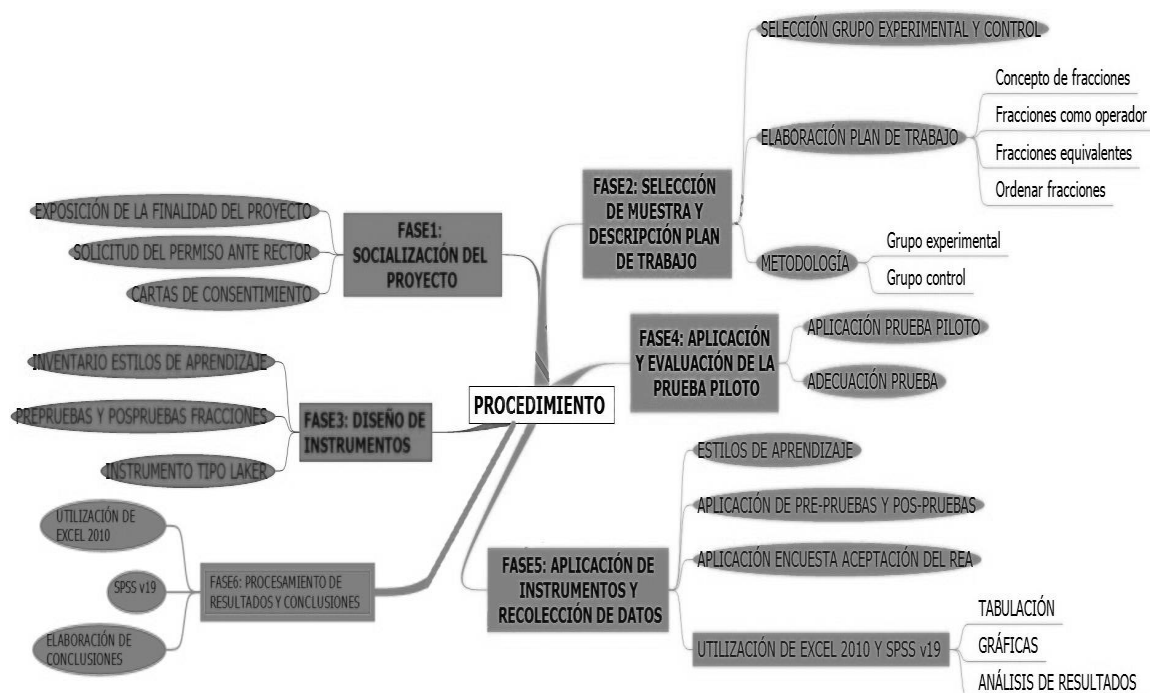 PROCEDIMIENTO
FASE1:
SOCIALIZACIÓN DEL
PROYECTO
EXPOSICIÓN DE LA FINALIDAD DEL PROYECTO
SOLICITUD DEL PERMISO ANTE RECTOR
CARTAS DE CONSENTIMIENTO
FASE2: SELECCIÓN
DE MUESTRA Y
DESCRIPCIÓN PLAN
DE TRABAJO
SELECCIÓN GRUPO EXPERIMENTAL Y CONTROL
ELABORACIÓN PLAN DE TRABAJO
Concepto de fracciones
Fracciones como operador
Fracciones equivalentes
Ordenar fracciones
METODOLOGÍA
Grupo experimental
Grupo control
FASE3: DISEÑO DE
INSTRUMENTOS
INVENTARIO ESTILOS DE APRENDIZAJE
PREPRUEBAS Y POSPRUEBAS FRACCIONES
INSTRUMENTO TIPO LAKER
FASE4: APLICACIÓN
Y EVALUACIÓN DE LA
PRUEBA PILOTO
APLICACIÓN PRUEBA PILOTO
ADECUACIÓN PRUEBA
FASE5: APLICACIÓN DE
INSTRUMENTOS Y
RECOLECCIÓN DE DATOS
ESTILOS DE APRENDIZAJE
APLICACIÓN DE PRE-PRUEBAS Y POS-PRUEBAS
APLICACIÓN ENCUESTA ACEPTACIÓN DEL REA
UTILIZACIÓN DE EXCEL 2010 Y SPSS v19
TABULACIÓN
GRÁFICAS
ANÁLISIS DE RESULTADOS
FASE6: PROCESAMIENTO DE
RESULTADOS Y CONCLUSIONES
UTILIZACIÓN DE
EXCEL 2010
SPSS v19
ELABORACIÓN DE
CONCLUSIONES